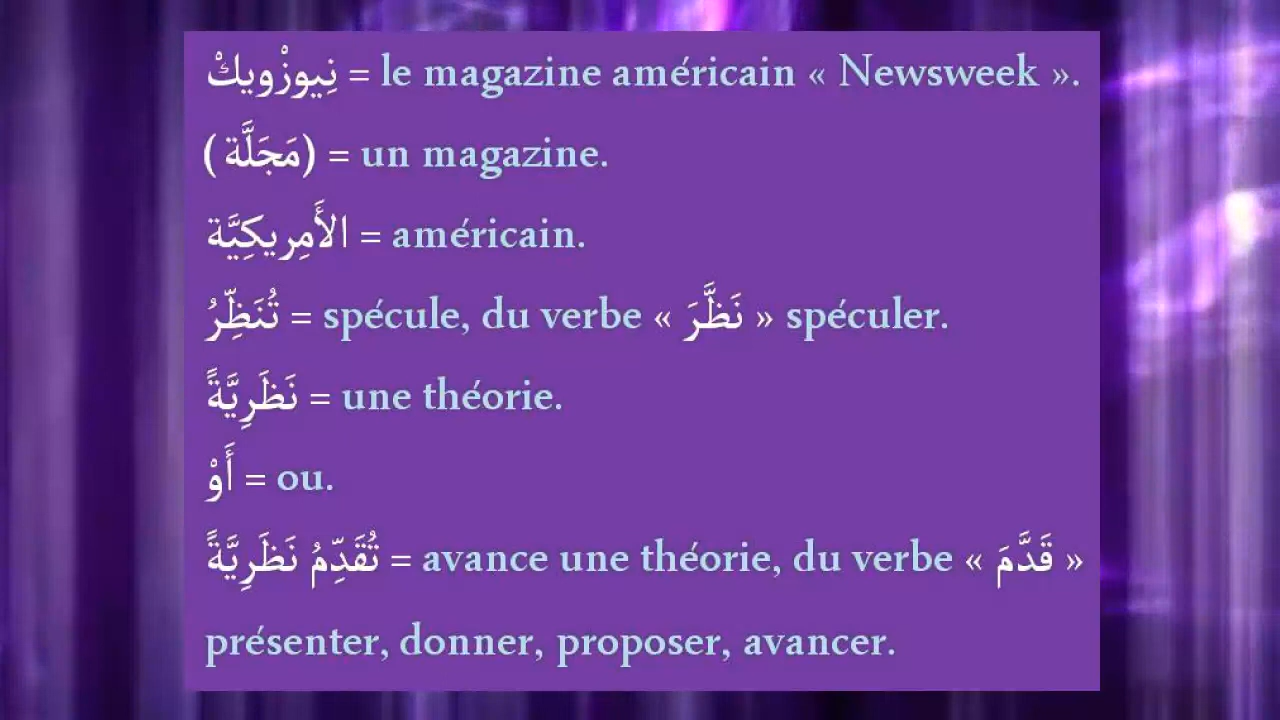 نِيوزْويكْ = le magazine américain « Newsweek ».
(مَجَلَّة) = un magazine.
الأَمِريكِيَّة = américain.
تُنَظِّرُ = spécule, du verbe « نَظَّرَ » spéculer.
نَظَرِيَّةً = une théorie.
أَوْ = ou.
تُقَدِّمُ نَظَرِيَّةً = avance une théorie, du verbe « قَدَّمَ »
présenter, donner, proposer, avancer.